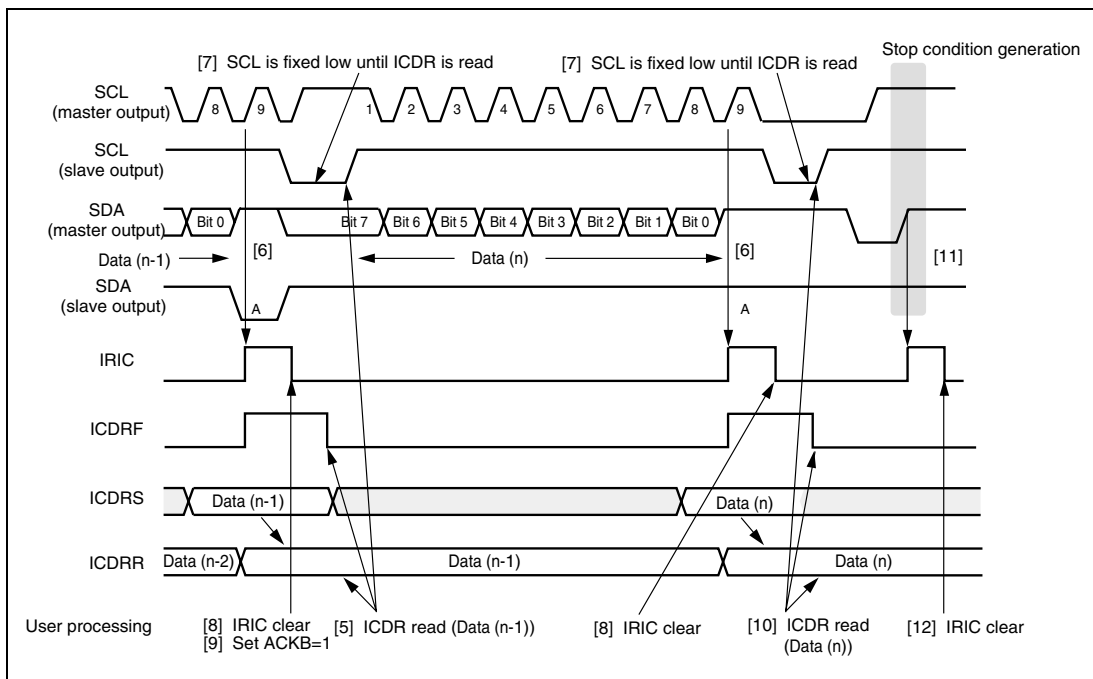 Stop condition generation
[7] SCL is fixed low until ICDR is read
[7] SCL is fixed low until ICDR is read
SCL
(master output)
8 9 1 2 3 4 5 6 7 8 9
SCL
(slave output)
SDA
(master output)
Bit 0 Bit 7 Bit 6 Bit 5 Bit 4 Bit 3 Bit 2 Bit 1 Bit 0
Data (n-1) [6] Data (n) [6] [11]
SDA
(slave output)
A A
IRIC
ICDRF
ICDRS
Data (n-1) Data (n)
ICDRR
Data (n-2) Data (n-1) Data (n)
User processing
[8] IRIC clear
[9] Set ACKB=1
[5] ICDR read (Data (n-1))
[8] IRIC clear
[10] ICDR read
(Data (n))
[12] IRIC clear